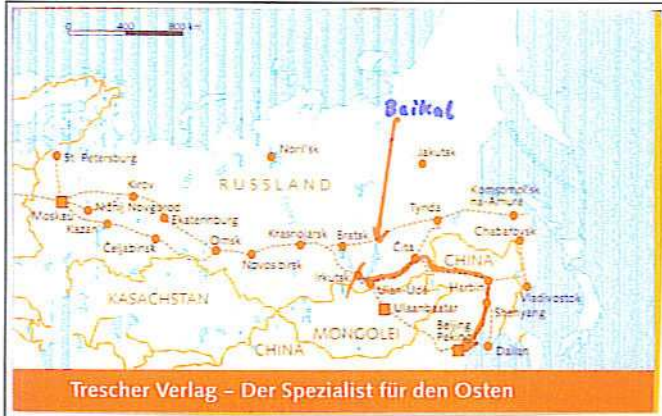 0 400 800 km
Baikal
St. Petersburg
Noril'sk
Jakutsk
RUSSLAND
Kirov
Komsomol'sk
na-Amure
Moskau
Nižnij Novgorod
Tynda
Kazan
Ekaterinburg
Chabarovsk
Čeljabinsk
Omsk
Krasnojarsk
Bratsk
Čita
Novosibirsk
CHINA
Irkutsk
Ulan-Ude
Harbin
KASACHSTAN
Ulaanbaatar
Vladivostok
MONGOLEI
Shenyang
Beijing
Peking
CHINA
Dalian
Trescher Verlag – Der Spezialist für den Osten